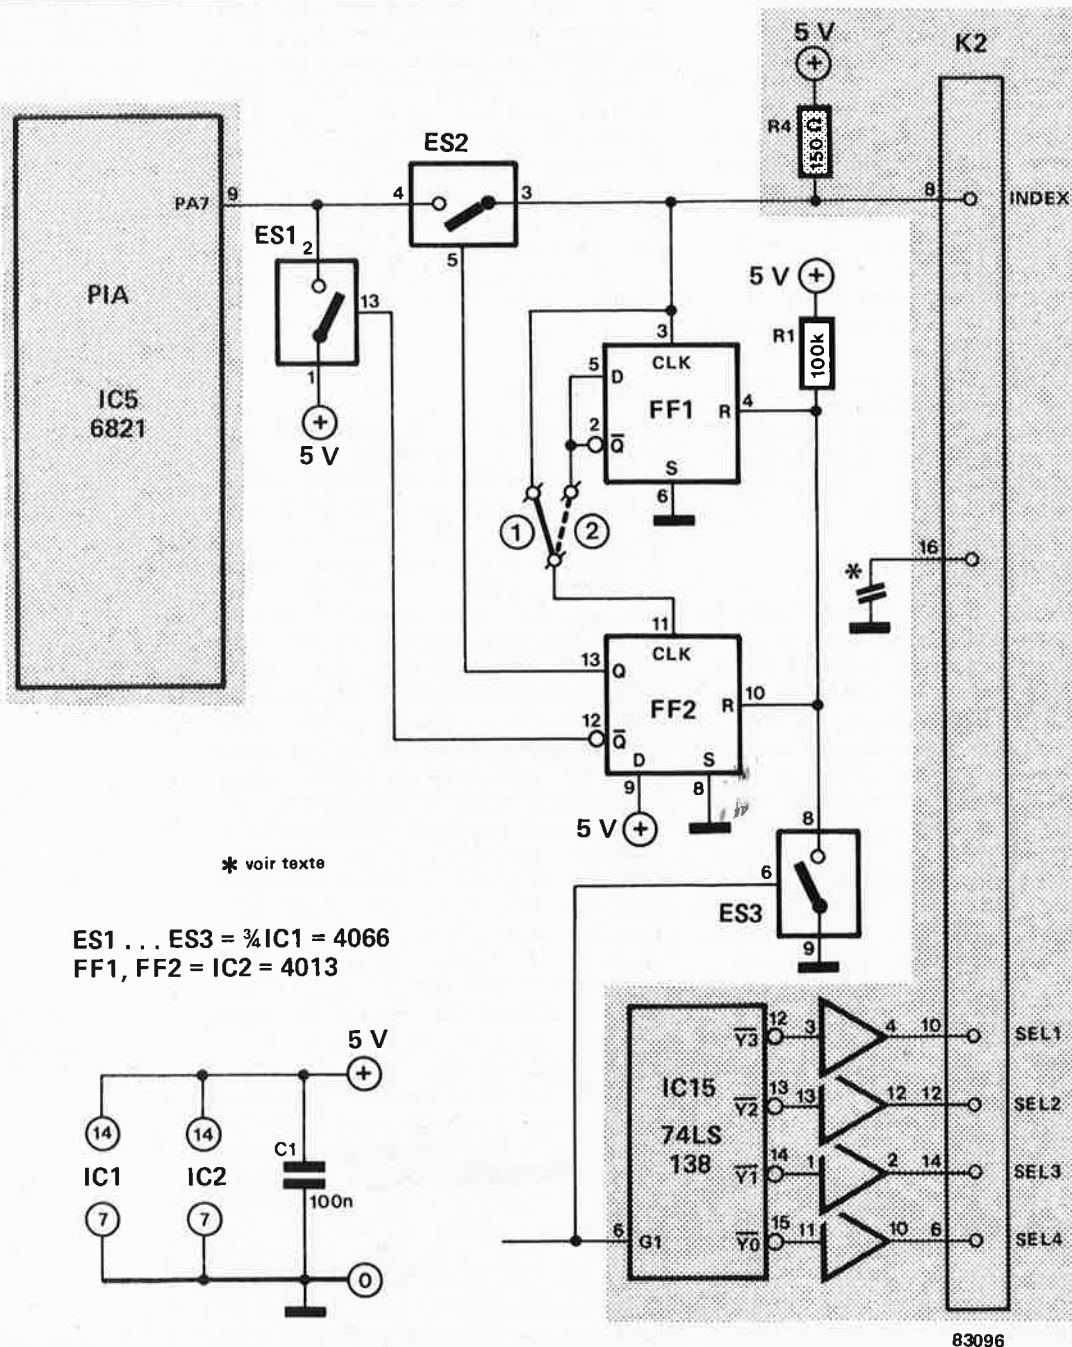 5 V
K2
R4
150 Ω
ES2
PA7
9
4
3
8
INDEX
5
ES1
2
13
1
5 V
PIA
IC5
6821
5 V
R1
100k
3
CLK
5
D
FF1
R
4
2
Q
S
6
1
2
16
*
11
CLK
13
Q
FF2
R
10
12
Q
D
S
9
8
5 V
8
6
ES3
9
* voir texte
ES1 . . . ES3 = ¾ IC1 = 4066
FF1, FF2 = IC2 = 4013
5 V
14
14
IC1
IC2
C1
100n
7
7
0
IC15
74LS
138
6
G1
Y3
12
3
4
10
SEL1
Y2
13
13
12
12
SEL2
Y1
14
1
2
14
SEL3
Y0
15
11
10
6
SEL4
83096